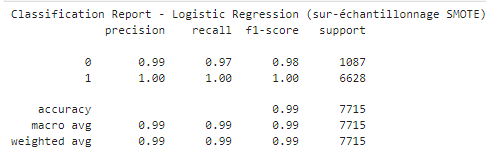 Classification Report - Logistic Regression (sur-échantillonnage SMOTE)
precision recall f1-score support
0 0.99 0.97 0.98 1087
1 1.00 1.00 1.00 6628
accuracy 0.99 7715
macro avg 0.99 0.99 0.99 7715
weighted avg 0.99 0.99 0.99 7715